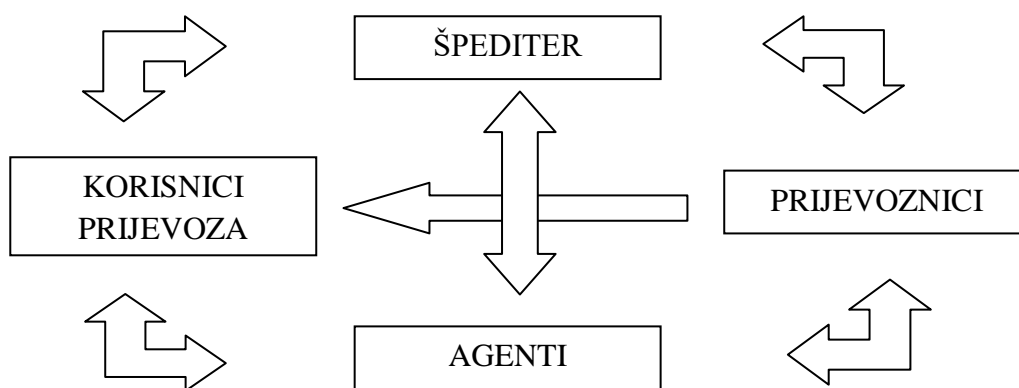 ŠPEDITER
KORISNICI
PRIJEVOZA
PRIJEVOZNICI
AGENTI